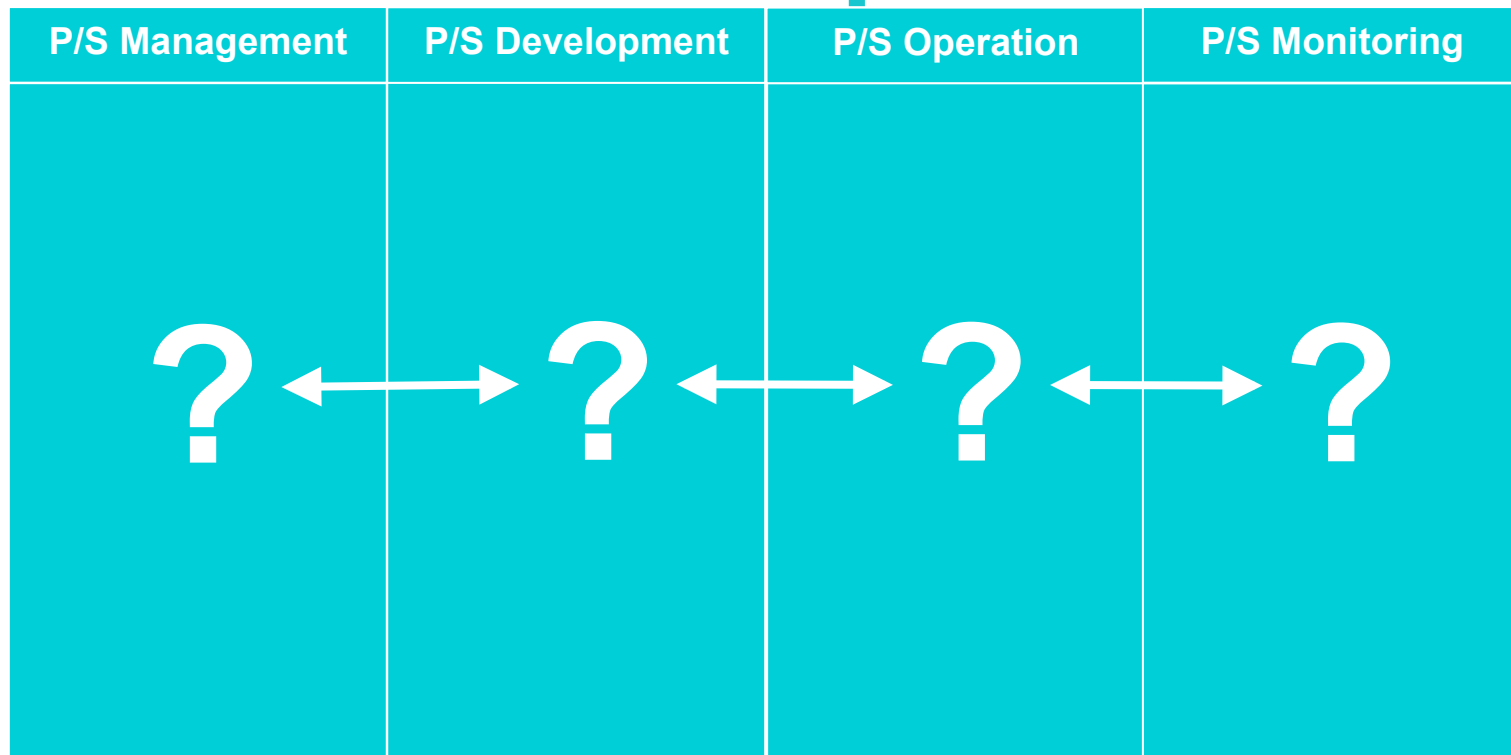 P/S Management
P/S Development
P/S Operation
P/S Monitoring
?
?
?
?